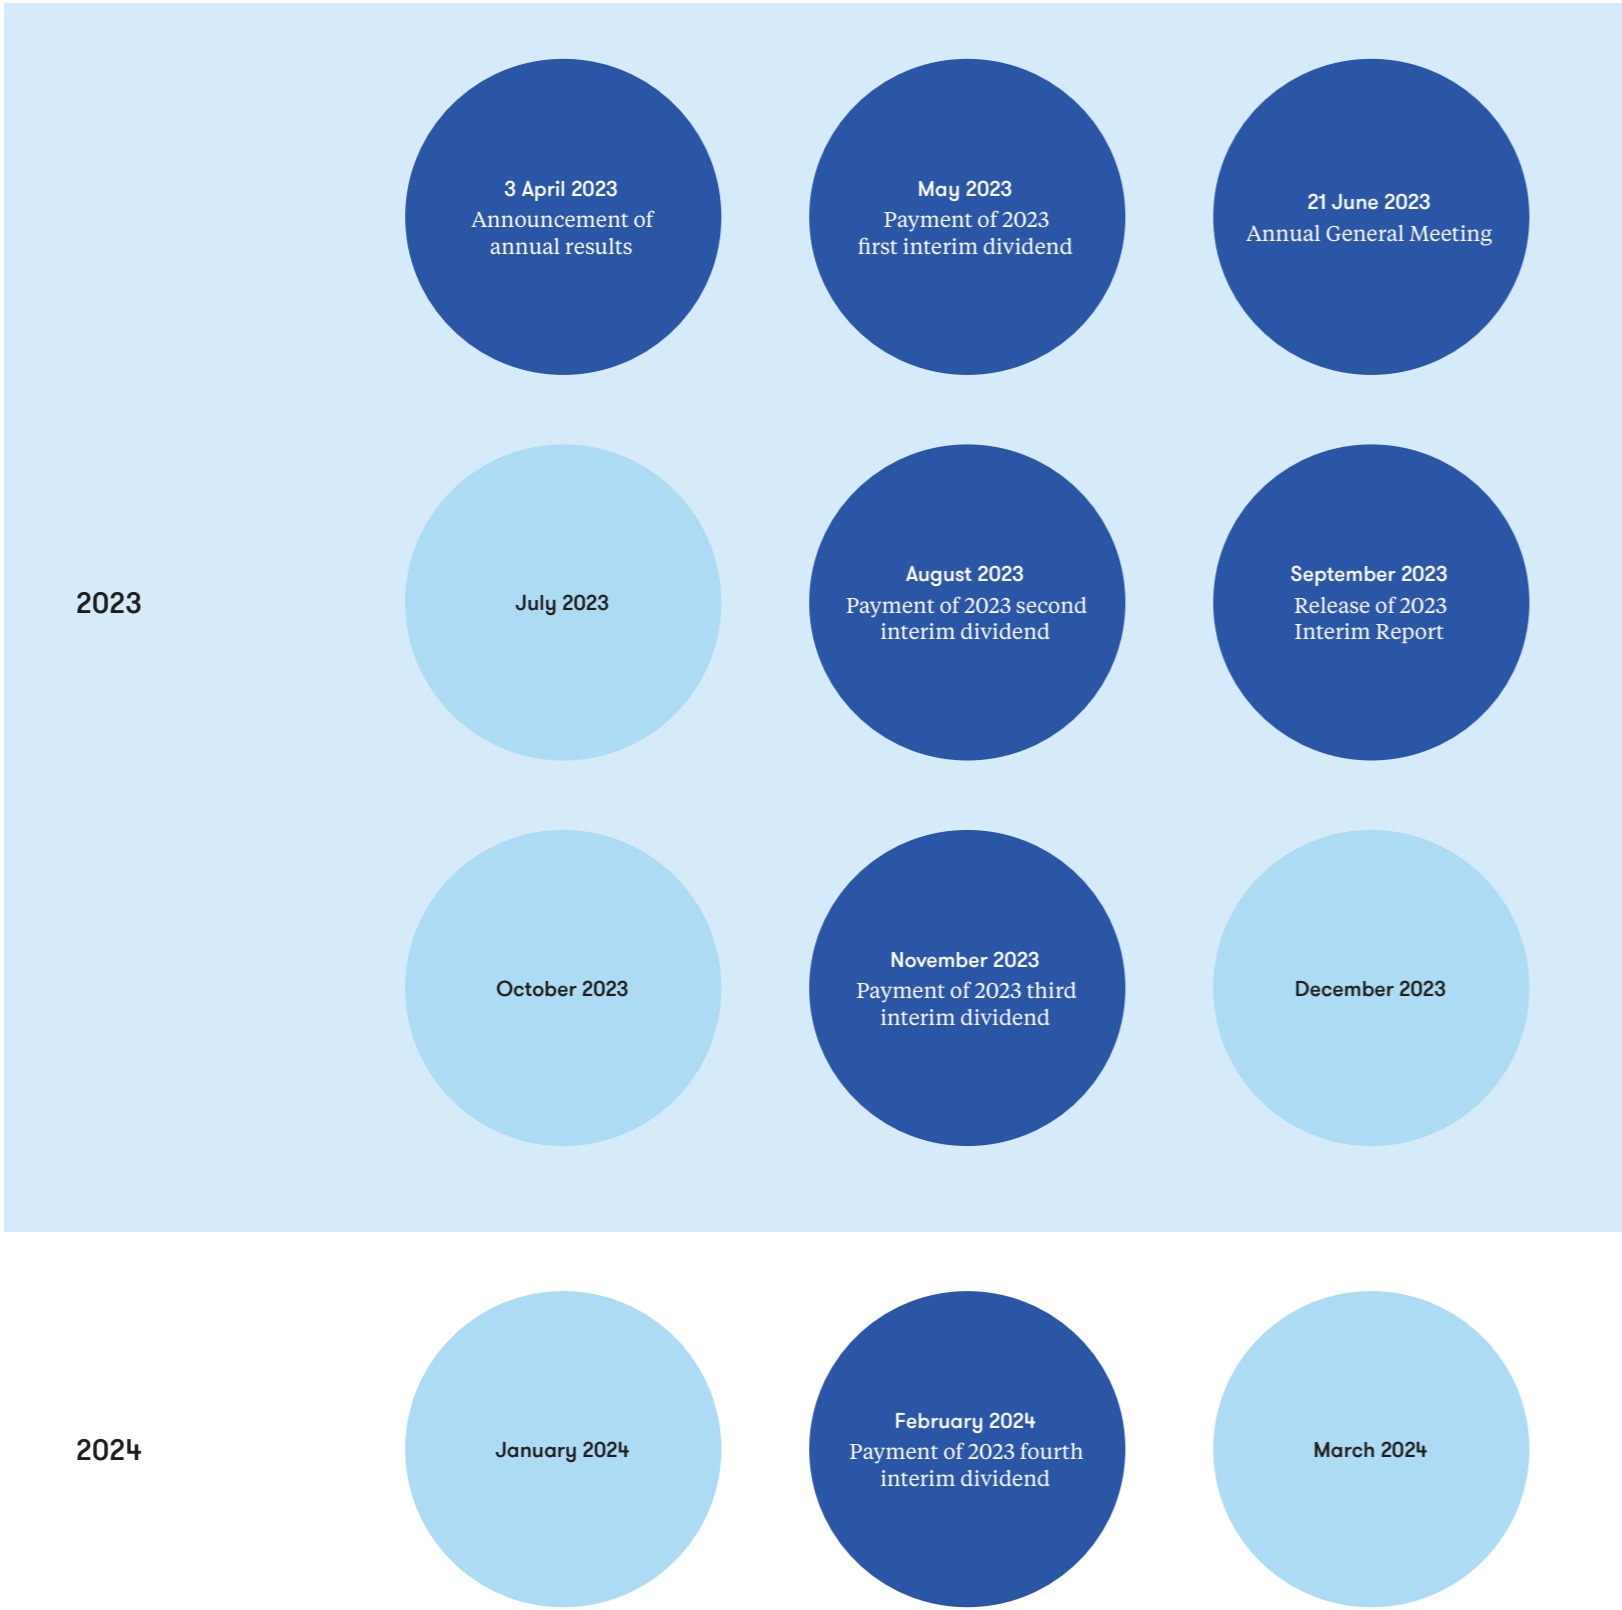 3 April 2023
Announcement of
annual results
May 2023
Payment of 2023
first interim dividend
21 June 2023
Annual General Meeting
2023
July 2023
August 2023
Payment of 2023 second
interim dividend
September 2023
Release of 2023
Interim Report
October 2023
November 2023
Payment of 2023 third
interim dividend
December 2023
2024
January 2024
February 2024
Payment of 2023 fourth
interim dividend
March 2024